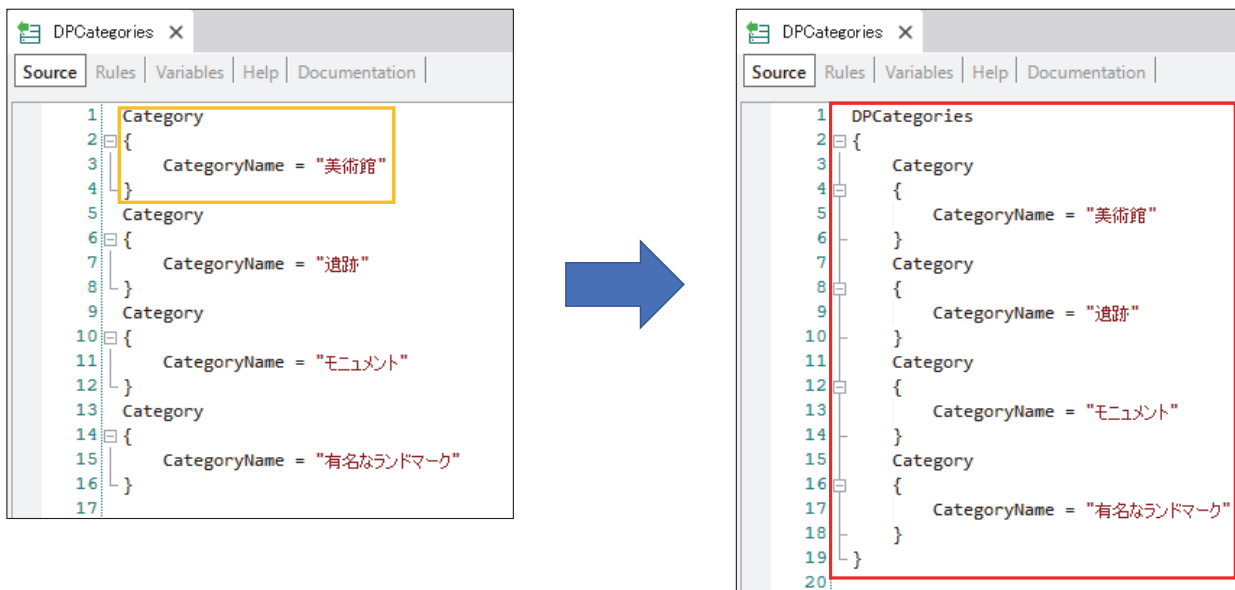 DPCategories
Source Rules Variables Help Documentation
1 Category
2 {
3 CategoryName = "美術館"
4 }
5 Category
6 {
7 CategoryName = "遺跡"
8 }
9 Category
10 {
11 CategoryName = "モニュメント"
12 }
13 Category
14 {
15 CategoryName = "有名なランドマーク"
16 }
17
DPCategories
Source Rules Variables Help Documentation
1 DPCategories
2 {
3 Category
4 {
5 CategoryName = "美術館"
6 }
7 Category
8 {
9 CategoryName = "遺跡"
10 }
11 Category
12 {
13 CategoryName = "モニュメント"
14 }
15 Category
16 {
17 CategoryName = "有名なランドマーク"
18 }
19 }
20